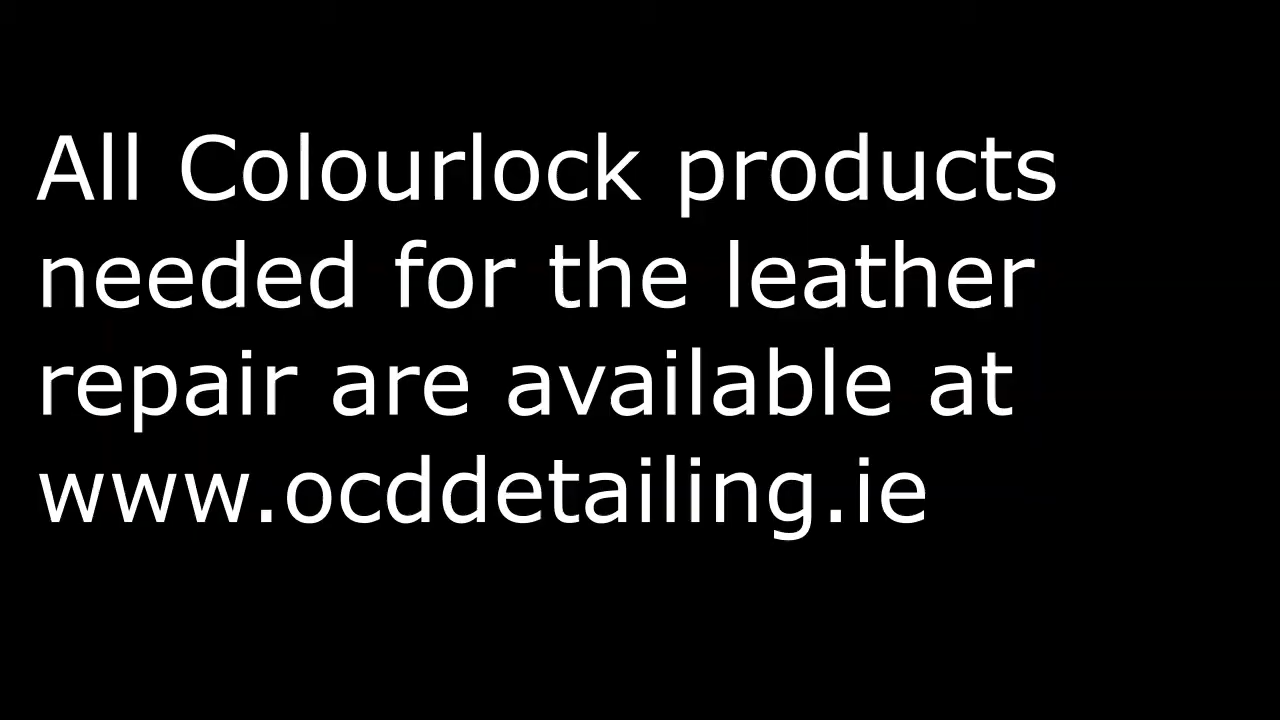 All Colourlock products
needed for the leather
repair are available at
www.ocddetailing.ie